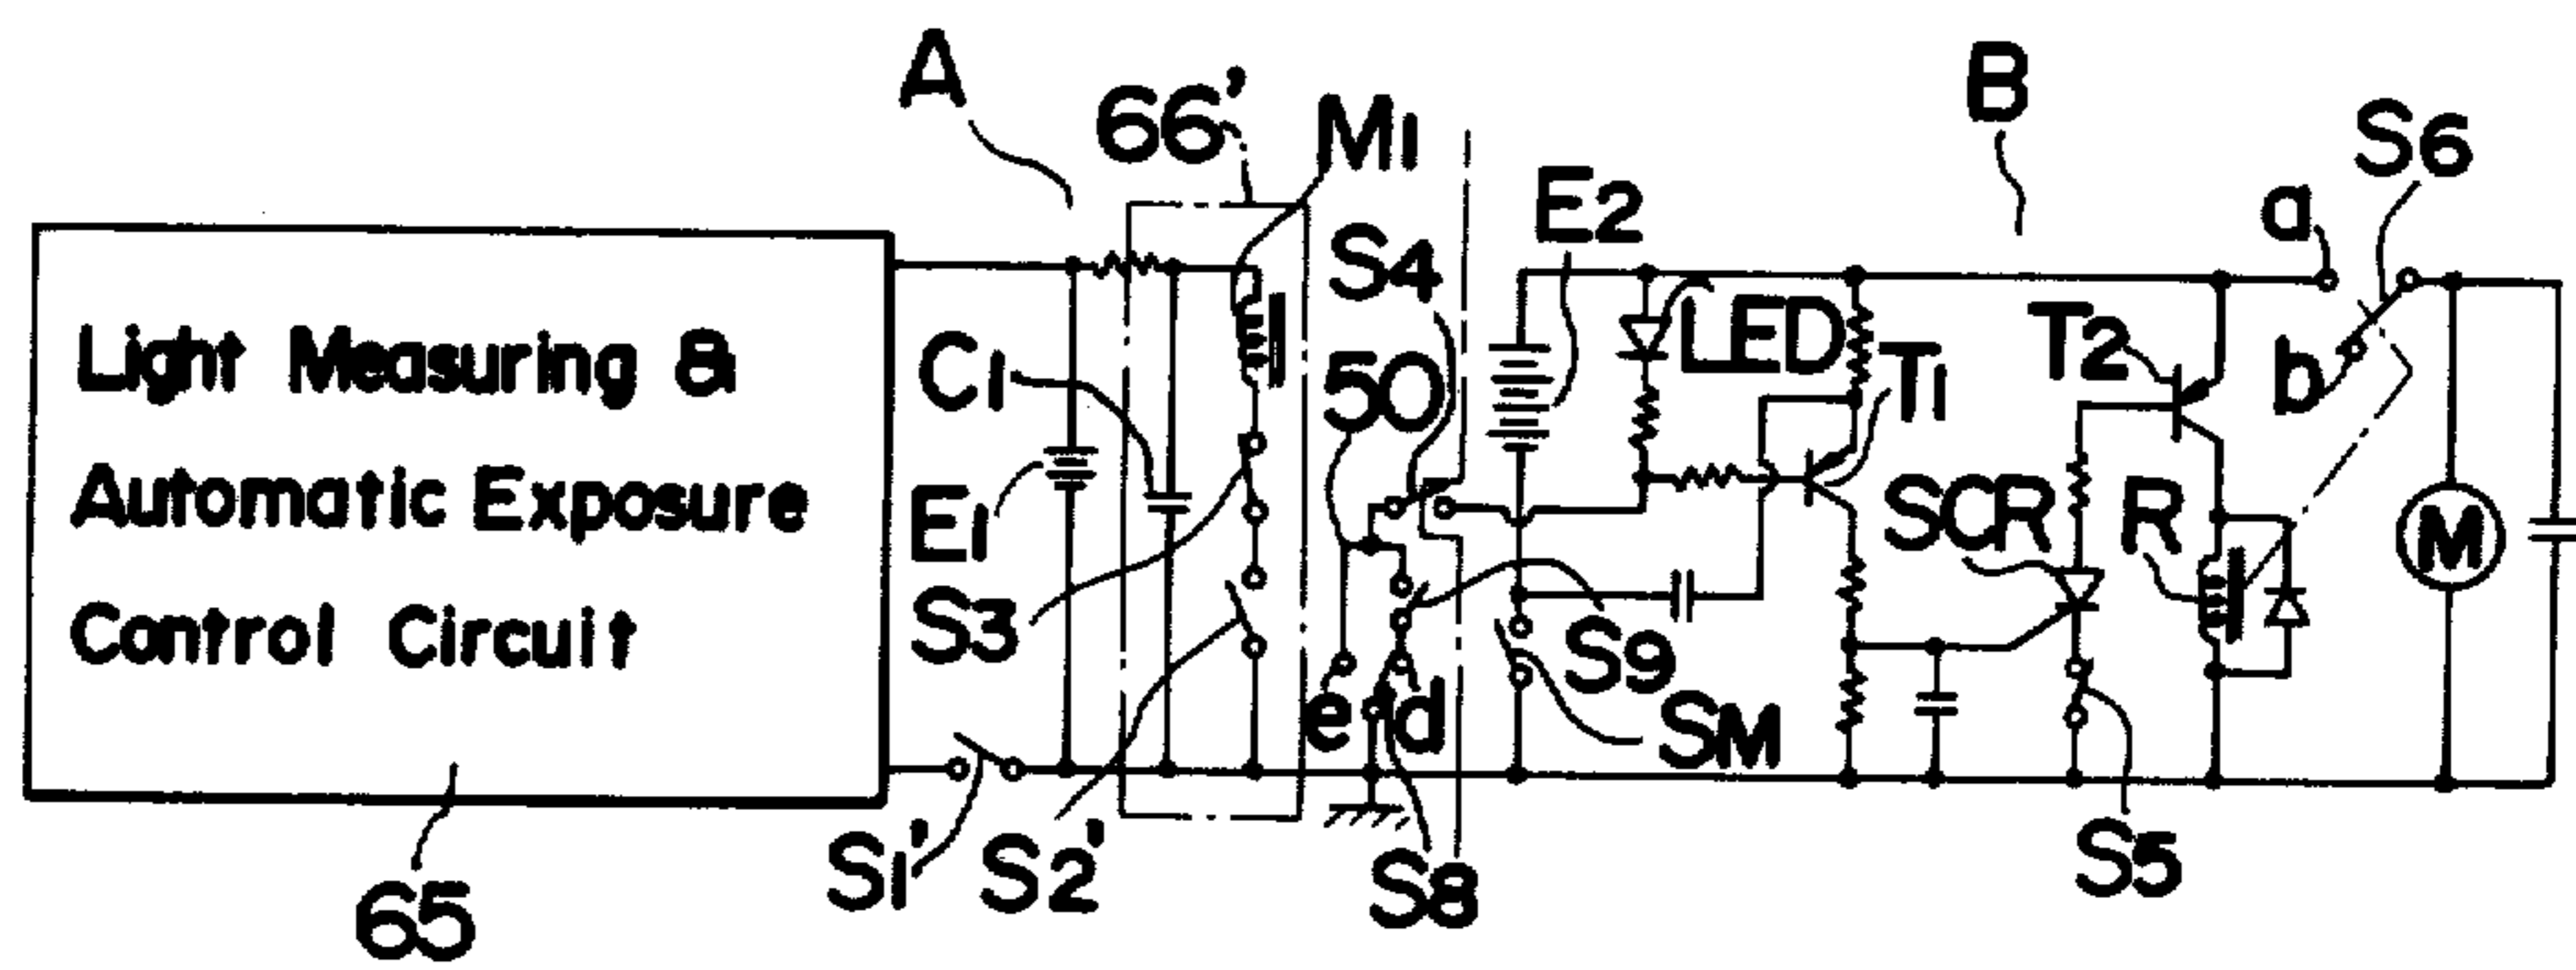 A
66'
M1
B
S6
a
E2
S4
Light Measuring &
Automatic Exposure
Control Circuit
C1
50
LED
T1
T2
b
E1
SCR
R
M
S3
S9
e
d
SM
S1'
S2'
S8
S5
65